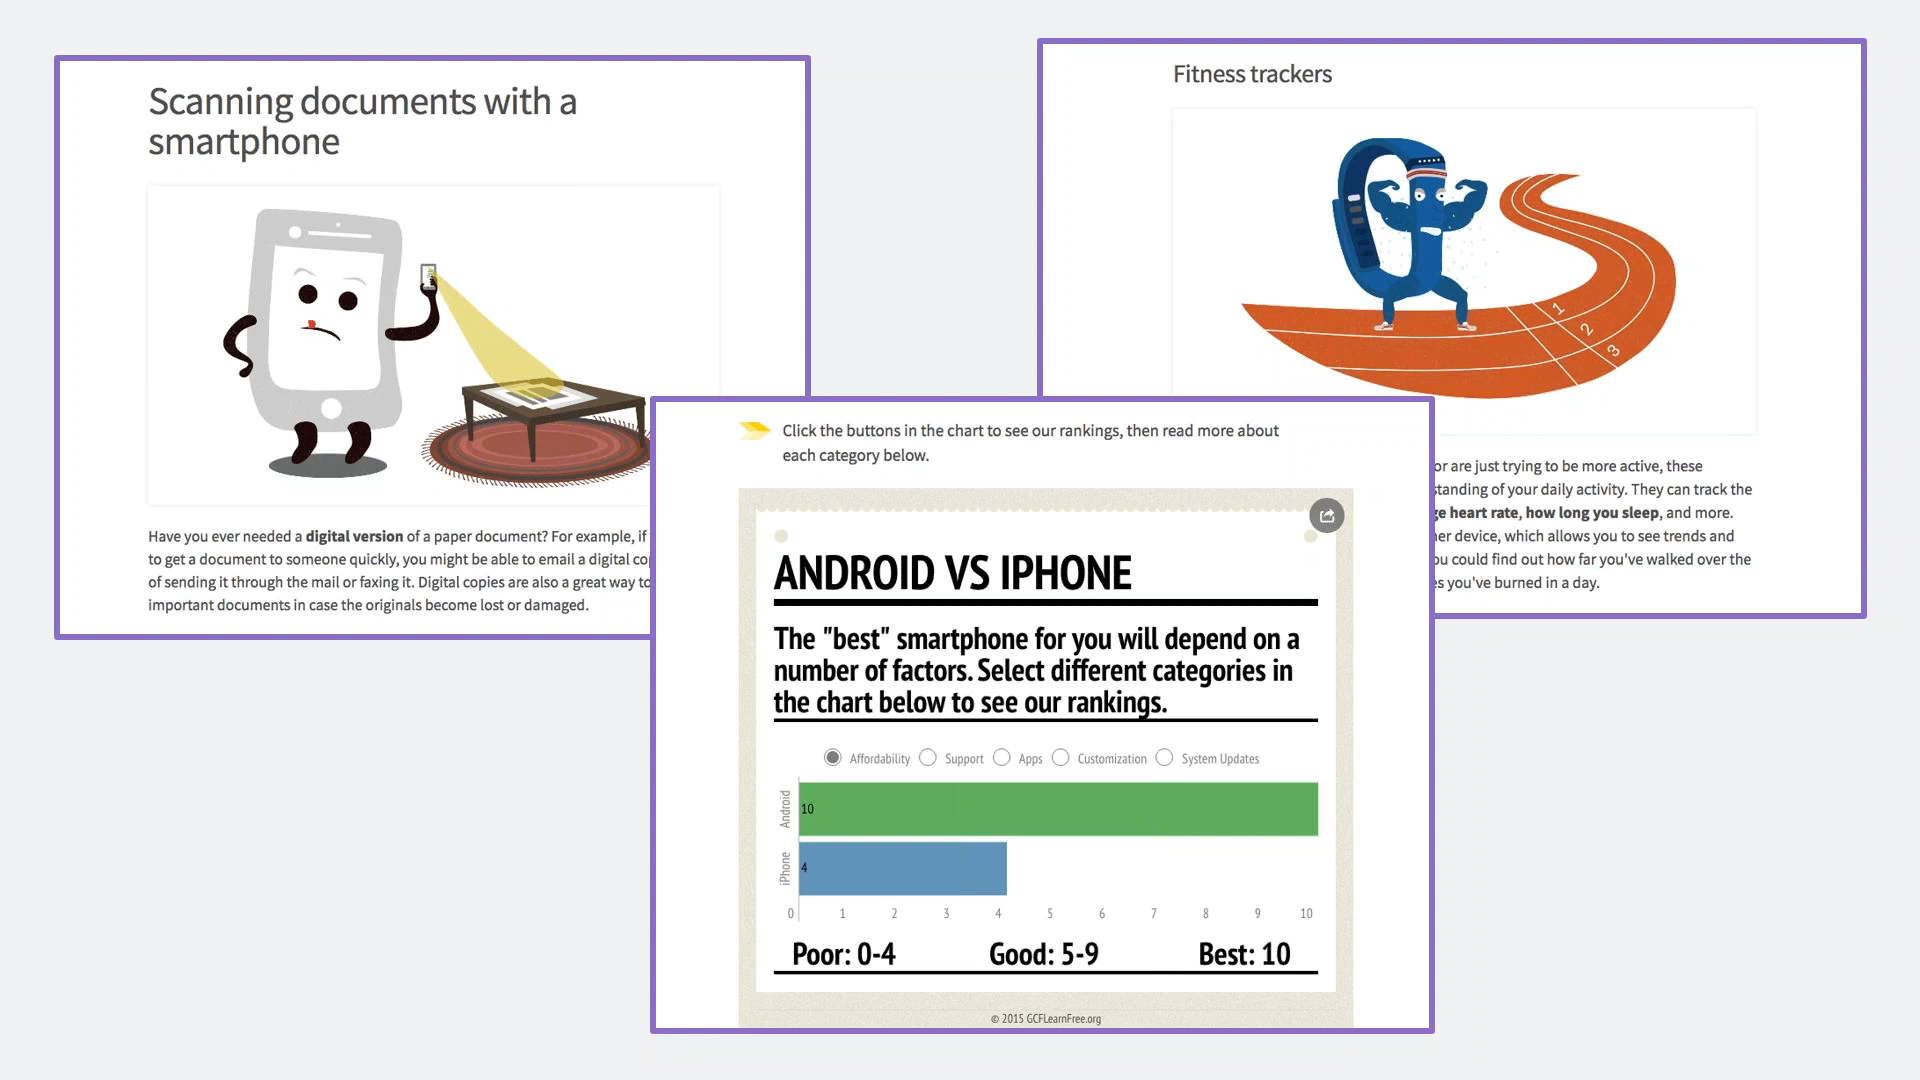 Scanning documents with a
smartphone
Have you ever needed a digital version of a paper document? For example, if
to get a document to someone quickly, you might be able to email a digital
of sending it through the mail or faxing it. Digital copies are also a great way to
important documents in case the originals become lost or damaged.
Fitness trackers
1
2
3
or are just trying to be more active, these
standing of your daily activity. They can track the
heart rate, how long you sleep, and more.
her device, which allows you to see trends and
you could find out how far you've walked over the
you've burned in a day.
Click the buttons in the chart to see our rankings, then read more about
each category below.
ANDROID VS IPHONE
The "best" smartphone for you will depend on a
number of factors. Select different categories in
the chart below to see our rankings.
Affordability Support Apps Customization System Updates
Android 10
iPhone 4
0 1 2 3 4 5 6 7 8 9 10
Poor: 0-4 Good: 5-9 Best: 10
© 2015 GCFLearnFree.org